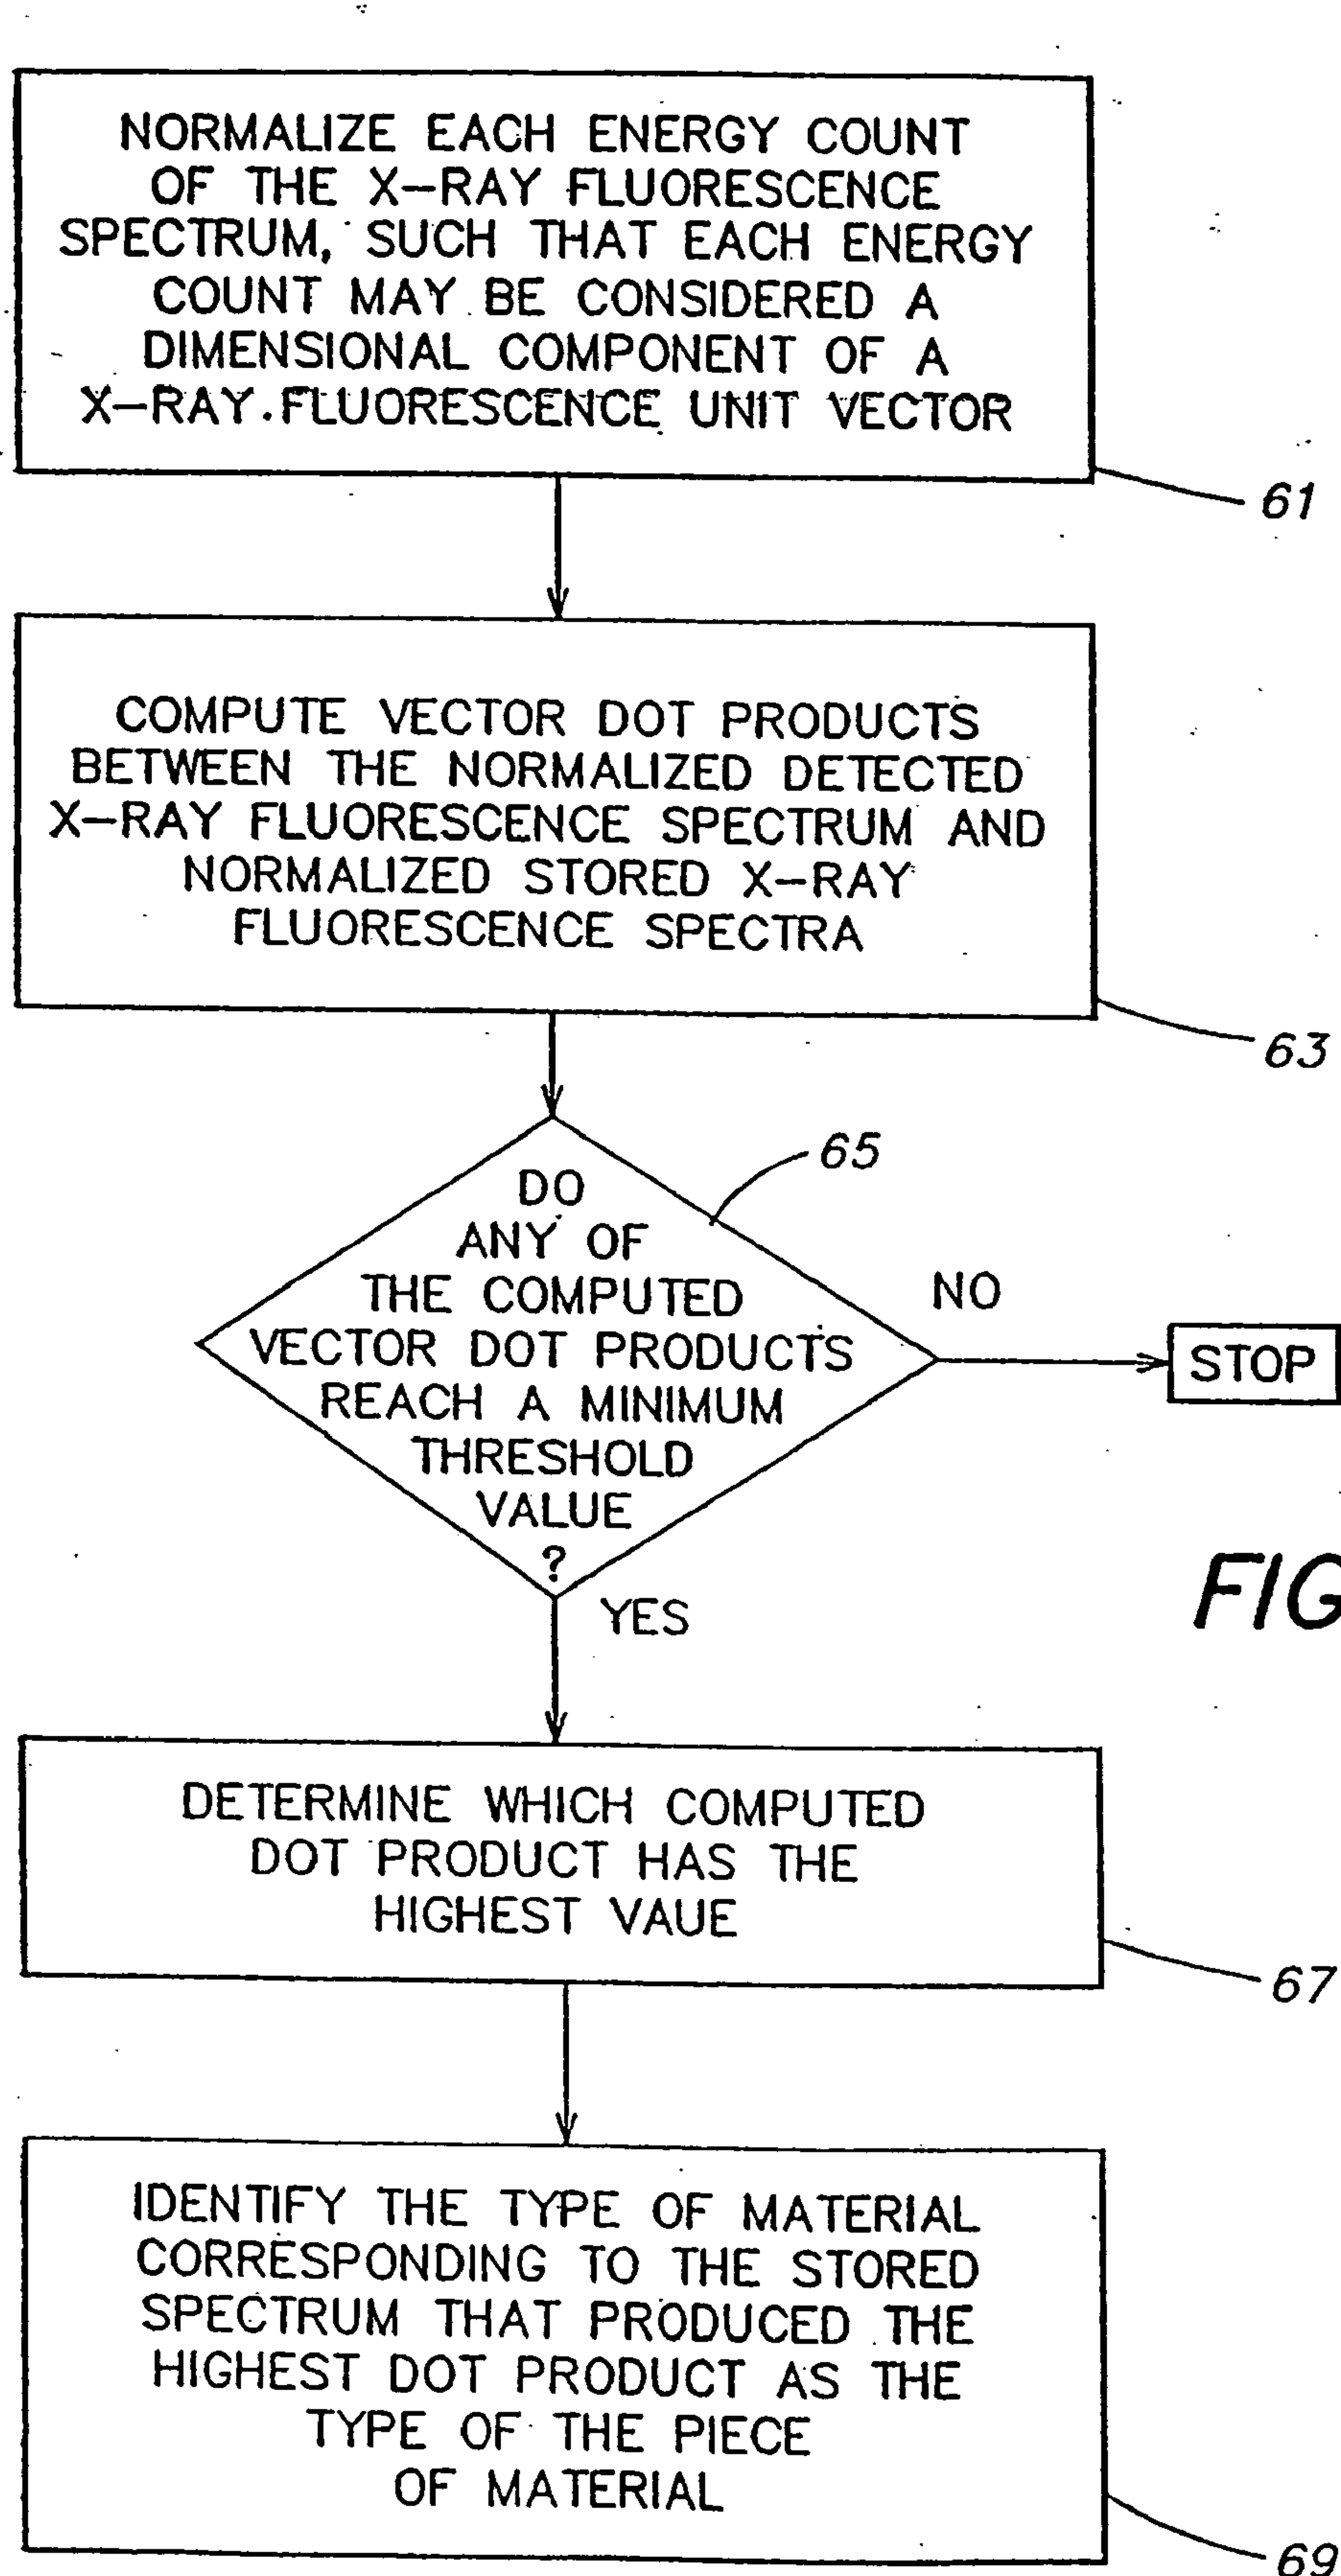 NORMALIZE EACH ENERGY COUNT
OF THE X-RAY FLUORESCENCE
SPECTRUM, SUCH THAT EACH ENERGY
COUNT MAY BE CONSIDERED A
DIMENSIONAL COMPONENT OF A
X-RAY FLUORESCENCE UNIT VECTOR
61
COMPUTE VECTOR DOT PRODUCTS
BETWEEN THE NORMALIZED DETECTED
X-RAY FLUORESCENCE SPECTRUM AND
NORMALIZED STORED X-RAY
FLUORESCENCE SPECTRA
63
65
DO
ANY OF
THE COMPUTED
VECTOR DOT PRODUCTS
REACH A MINIMUM
THRESHOLD
VALUE
?
NO
STOP
YES
FIG
DETERMINE WHICH COMPUTED
DOT PRODUCT HAS THE
HIGHEST VAUE
67
IDENTIFY THE TYPE OF MATERIAL
CORRESPONDING TO THE STORED
SPECTRUM THAT PRODUCED THE
HIGHEST DOT PRODUCT AS THE
TYPE OF THE PIECE
OF MATERIAL
69